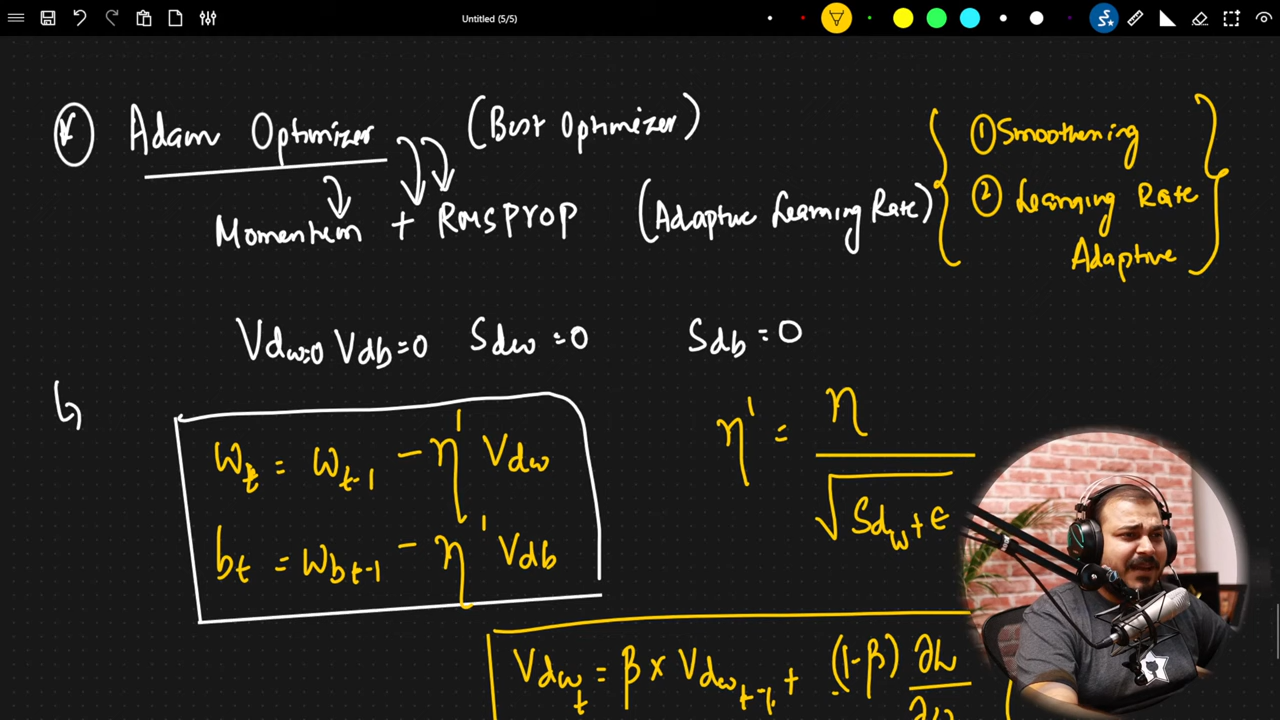 Untitled (5/5)
Adam Optimizer (Best Optimizer)
Momentum + RMSPROP (Adaptive Learning Rate)
① Smoothening
② Learning Rate
Adaptive
Vdw=0 Vdb=0 Sdw=0 Sdb=0
Wt = Wt-1 - η' Vdw
bt = Wbt-1 - η' Vdb
η' = η / √(Sdw+ε)
Vdwt = β × Vdwt-1 + (1-β) ∂L/∂w